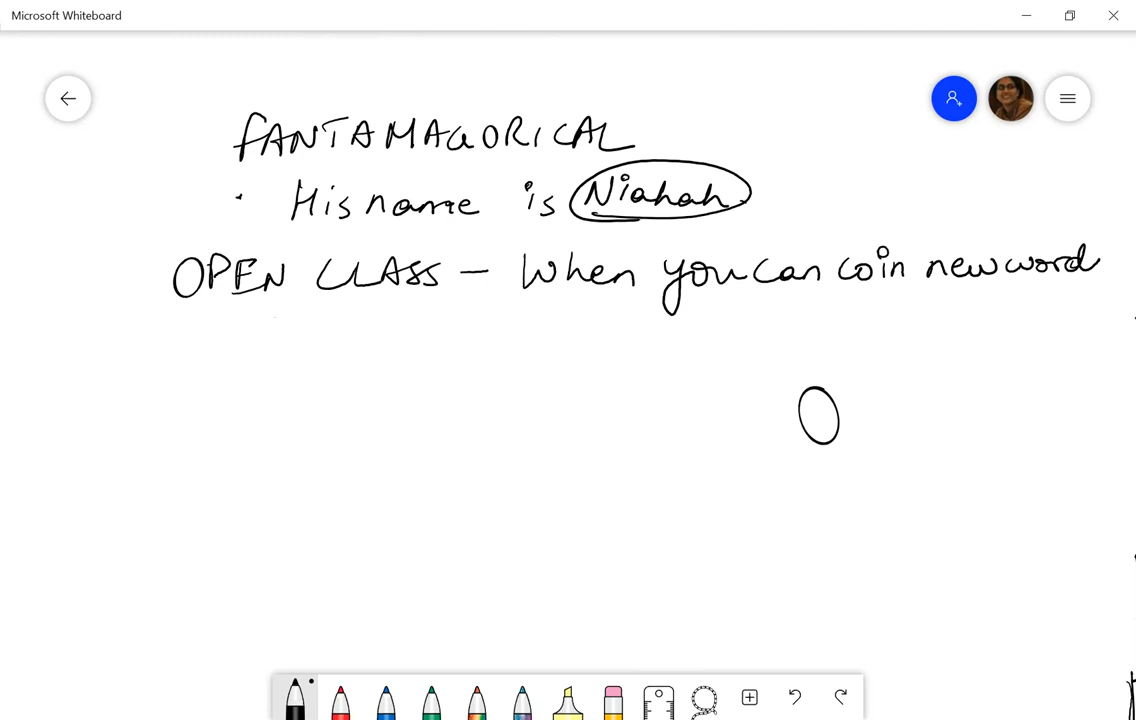 Microsoft Whiteboard
fANTAMAGORICAL
. His name is Niahah
OPEN CLASS - When you can coin new word